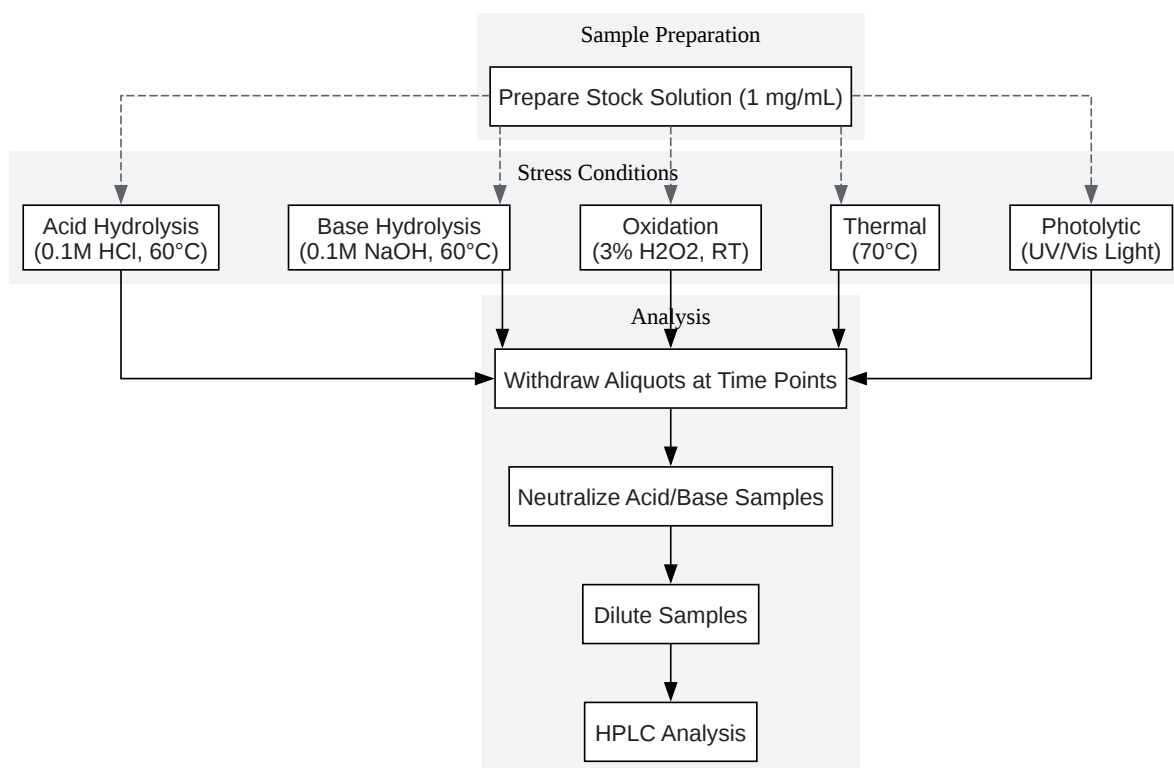 Sample Preparation
Prepare Stock Solution (1 mg/mL)
Stress Conditions
Acid Hydrolysis
(0.1M HCl, 60°C)
Base Hydrolysis
(0.1M NaOH, 60°C)
Oxidation
(3% H2O2, RT)
Thermal
(70°C)
Photolytic
(UV/Vis Light)
Analysis
Withdraw Aliquots at Time Points
Neutralize Acid/Base Samples
Dilute Samples
HPLC Analysis